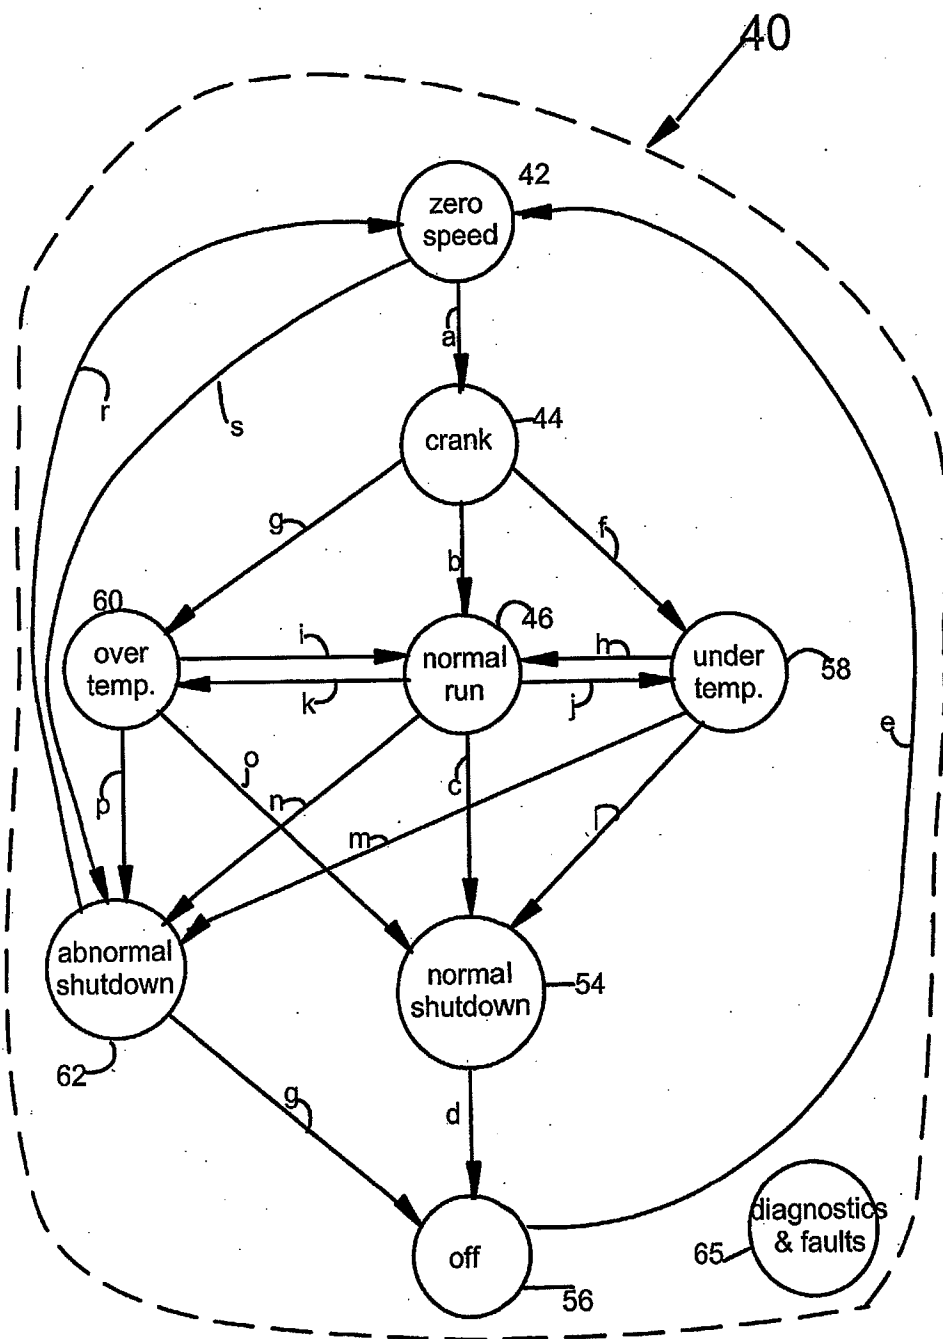 40
42
zero
speed
a
r
s
44
crank
g
f
b
60
46
over
temp.
i
k
normal
run
h
j
under
temp.
58
e
p
j
o
n
c
m
l
abnormal
shutdown
normal
shutdown
54
62
g
d
off
56
diagnostics
& faults
65